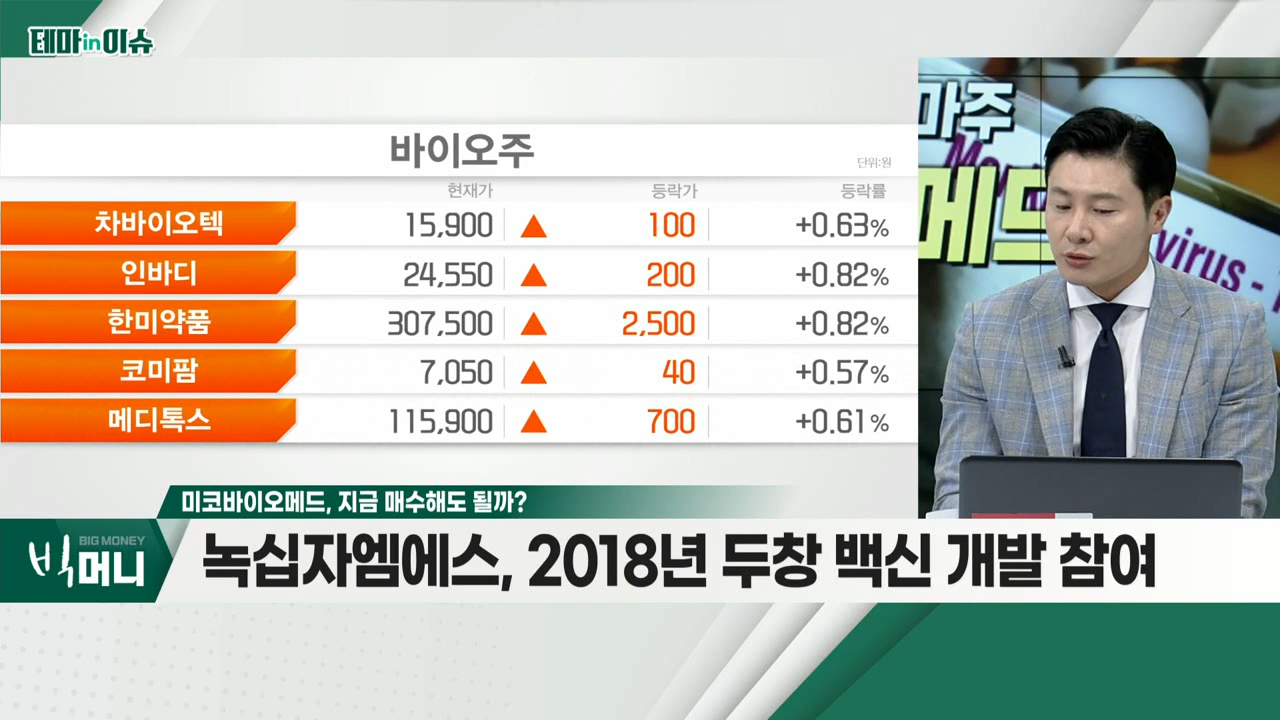 테마in이슈
바이오주
단위:원
현재가 등락가 등락률
차바이오텍 15,900 ▲ 100 +0.63%
인바디 24,550 ▲ 200 +0.82%
한미약품 307,500 ▲ 2,500 +0.82%
코미팜 7,050 ▲ 40 +0.57%
메디톡스 115,900 ▲ 700 +0.61%
마주
메드
virus -
미코바이오메드, 지금 매수해도 될까?
BIG MONEY
빅머니
녹십자엠에스, 2018년 두창 백신 개발 참여